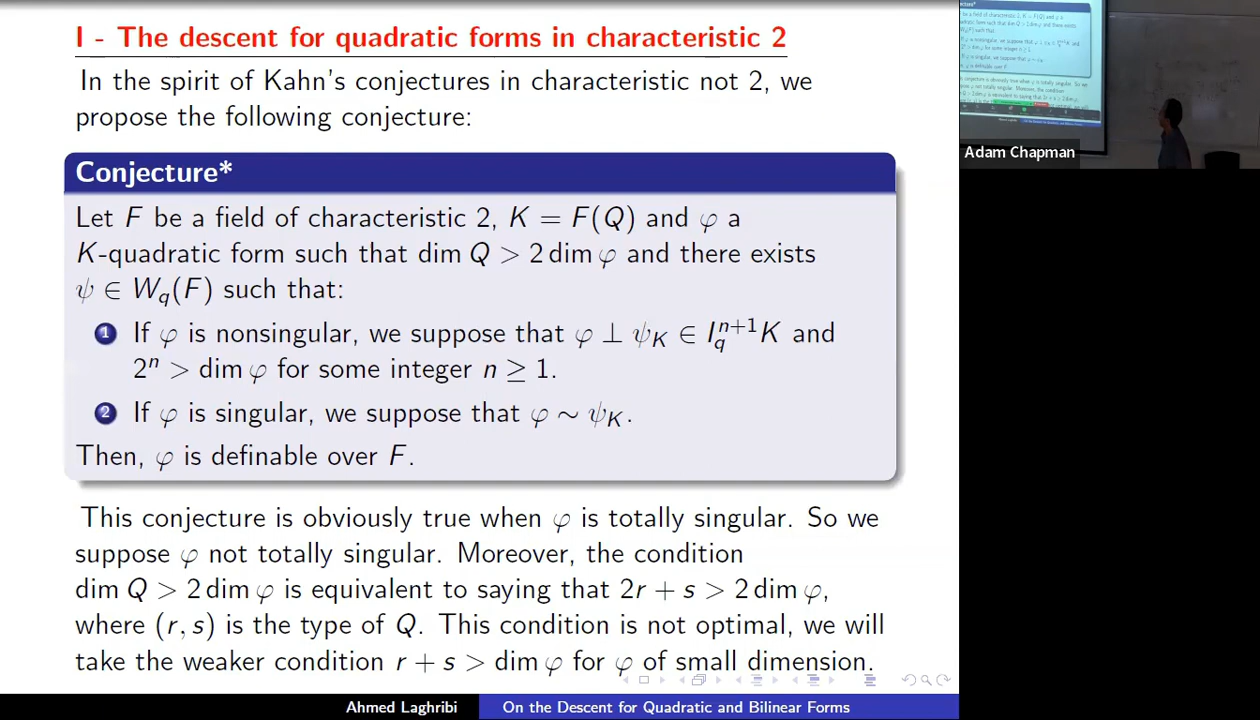 I - The descent for quadratic forms in characteristic 2
In the spirit of Kahn's conjectures in characteristic not 2, we
propose the following conjecture:
Conjecture*
Let F be a field of characteristic 2, K = F(Q) and φ a
K-quadratic form such that dim Q > 2 dim φ and there exists
ψ ∈ W_q(F) such that:
1 If φ is nonsingular, we suppose that φ ⊥ ψ_K ∈ I_q^{n+1}K and
2^n > dim φ for some integer n ≥ 1.
2 If φ is singular, we suppose that φ ∼ ψ_K.
Then, φ is definable over F.
This conjecture is obviously true when φ is totally singular. So we
suppose φ not totally singular. Moreover, the condition
dim Q > 2 dim φ is equivalent to saying that 2r + s > 2 dim φ,
where (r, s) is the type of Q. This condition is not optimal, we will
take the weaker condition r + s > dim φ for φ of small dimension.
Ahmed Laghribi On the Descent for Quadratic and Bilinear Forms
Adam Chapman